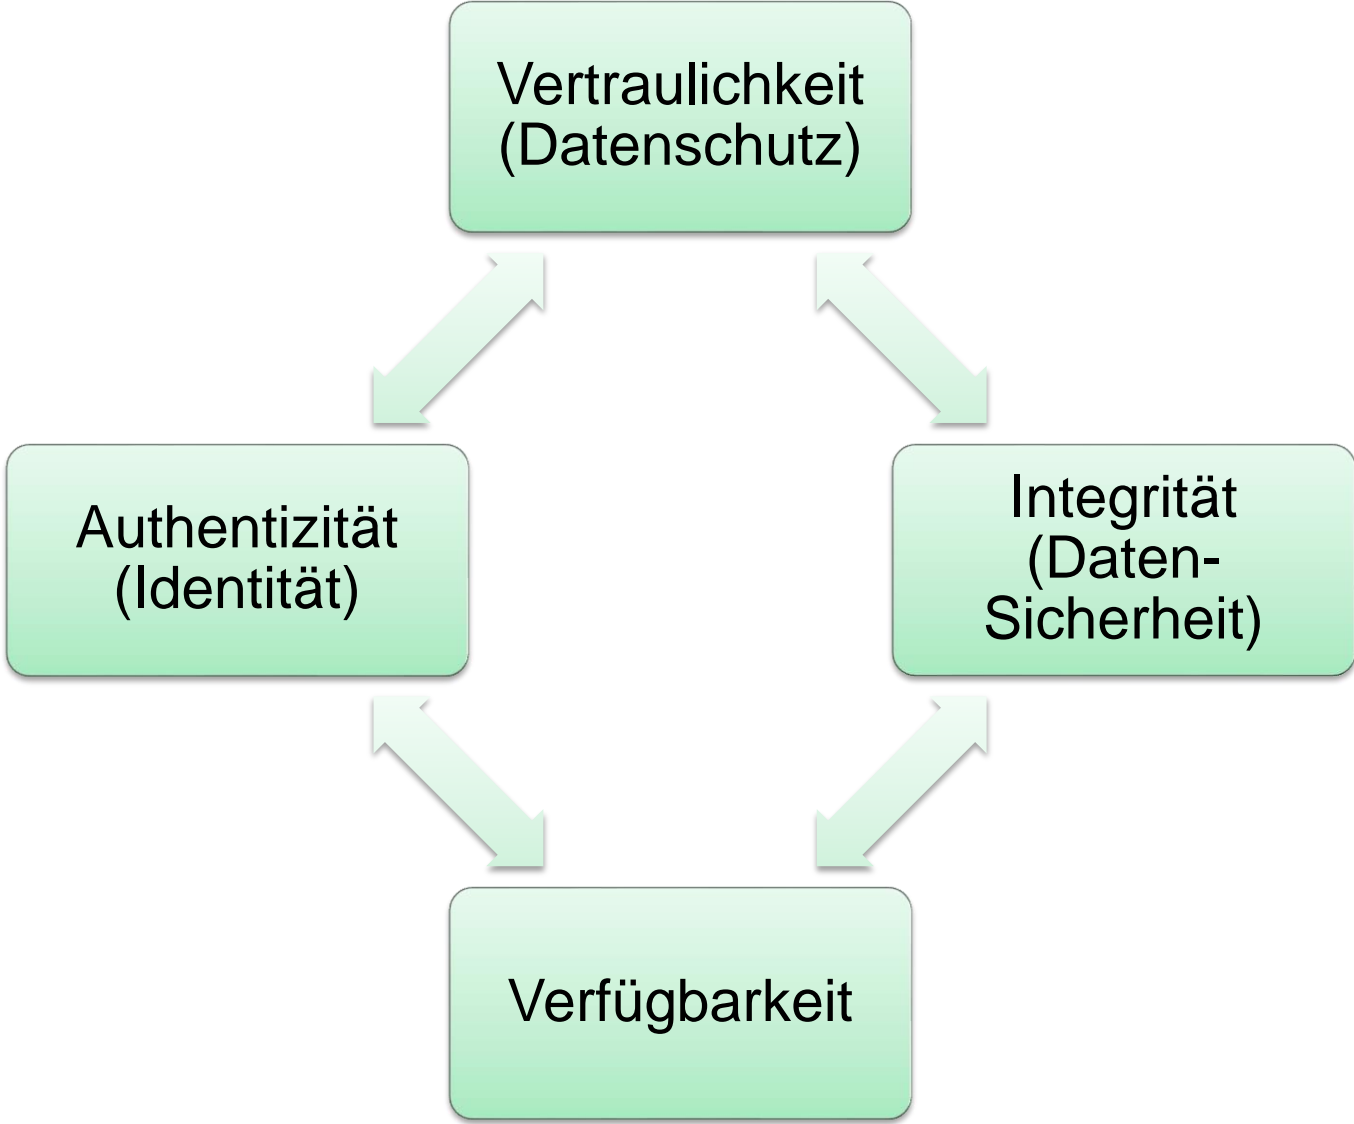 Vertraulichkeit
(Datenschutz)
Authentizität
(Identität)
Integrität
(Daten-
Sicherheit)
Verfügbarkeit